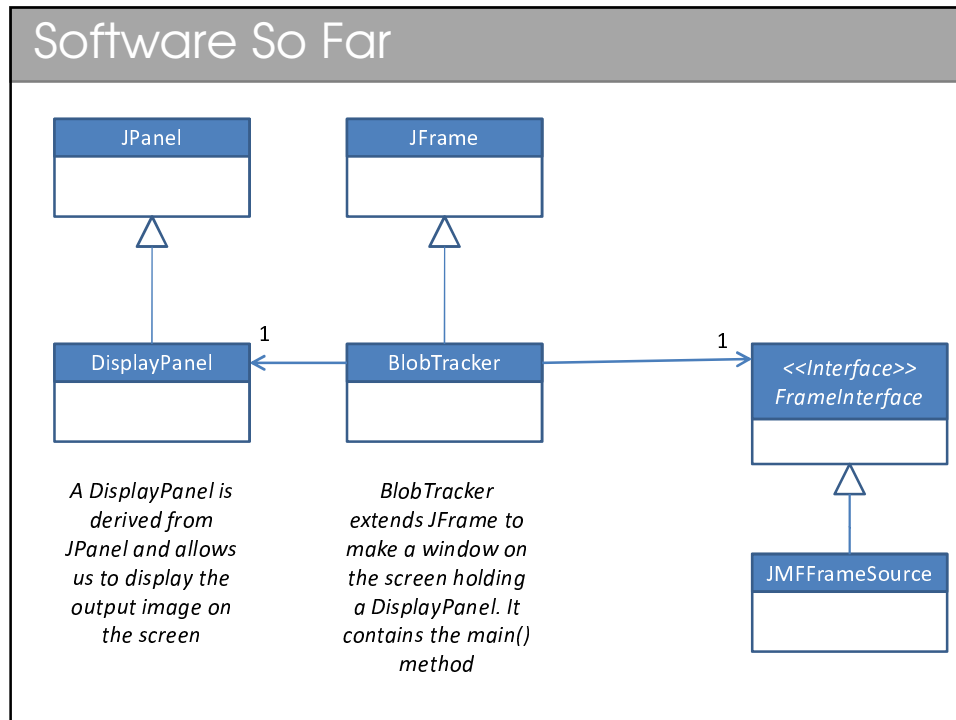 Software So Far
JPanel
JFrame
1
1
DisplayPanel
BlobTracker
<<Interface>>
FrameInterface
A DisplayPanel is
derived from
JPanel and allows
us to display the
output image on
the screen
BlobTracker
extends JFrame to
make a window on
the screen holding
a DisplayPanel. It
contains the main()
method
JMFFrameSource